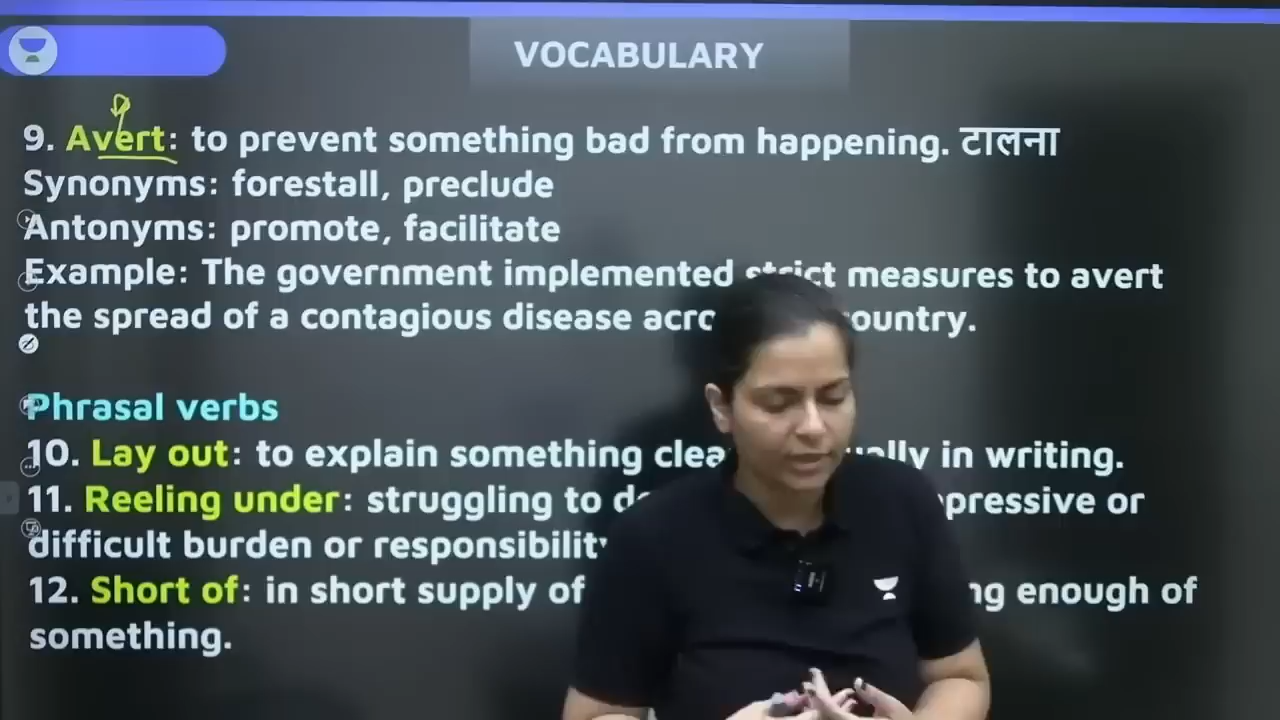 VOCABULARY
9. Avert: to prevent something bad from happening. टालना
Synonyms: forestall, preclude
Antonyms: promote, facilitate
Example: The government implemented strict measures to avert
the spread of a contagious disease country.
Phrasal verbs
10. Lay out: to explain something in writing.
11. Reeling under: struggling to or
difficult burden or responsibility
12. Short of: in short supply of enough of
something.